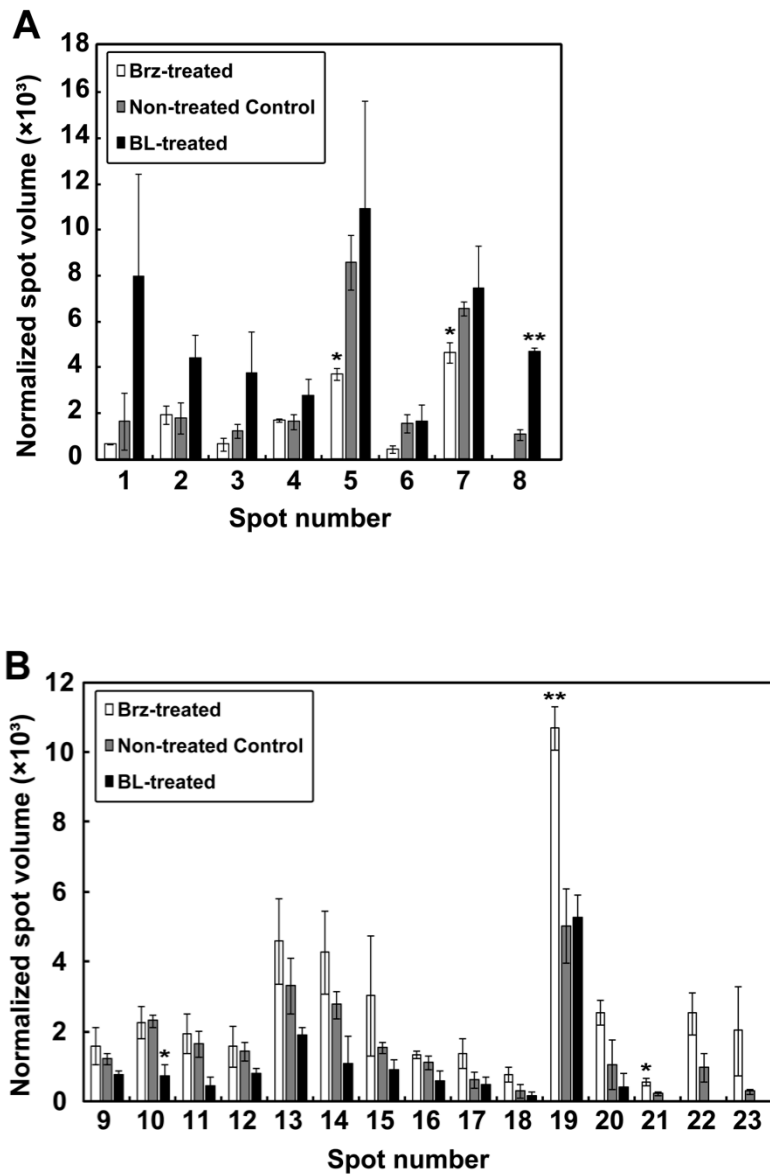 A
Normalized spot volume (×10³)
18
16
14
12
10
8
6
4
2
0
Brz-treated
Non-treated Control
BL-treated
*
*
**
1 2 3 4 5 6 7 8
Spot number
B
Normalized spot volume (×10³)
12
10
8
6
4
2
0
Brz-treated
Non-treated Control
BL-treated
**
*
*
9 10 11 12 13 14 15 16 17 18 19 20 21 22 23
Spot number